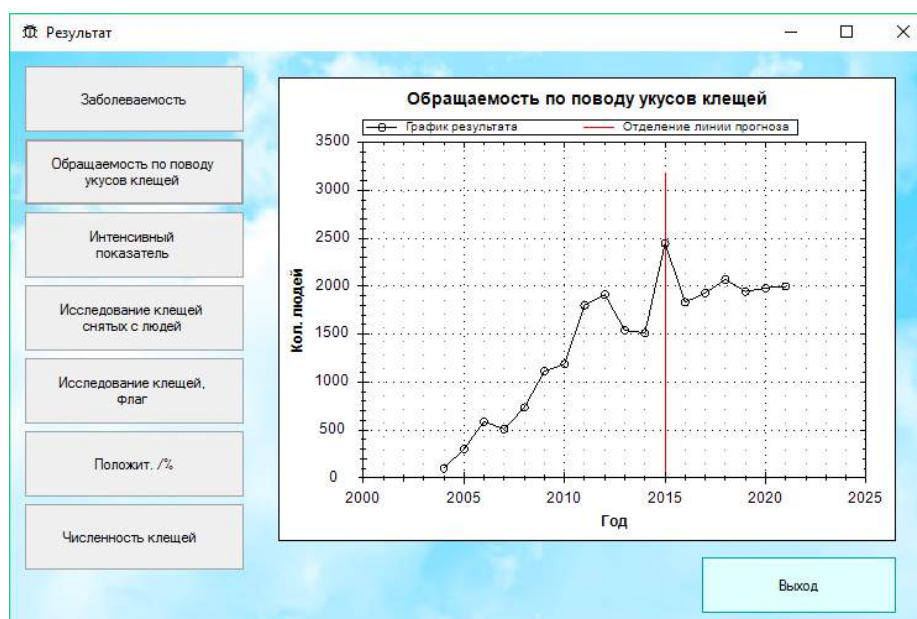 Результат
Заболеваемость
Обращаемость по поводу
укусов клещей
Интенсивный
показатель
Исследование клещей
снятых с людей
Исследование клещей,
флаг
Положит. /%
Численность клещей
Обращаемость по поводу укусов клещей
График результата
Отделение линии прогноза
Кол. людей
3500
3000
2500
2000
1500
1000
500
0
2000
2005
2010
2015
2020
2025
Год
Выход